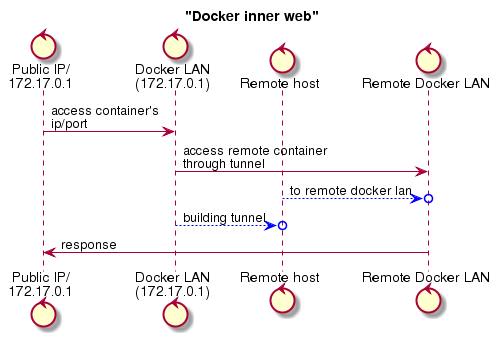 "Docker inner web"
Public IP/
172.17.0.1
Docker LAN
(172.17.0.1)
Remote host
Remote Docker LAN
access container's
ip/port
access remote container
through tunnel
to remote docker lan
building tunnel
response
Public IP/
172.17.0.1
Docker LAN
(172.17.0.1)
Remote host
Remote Docker LAN